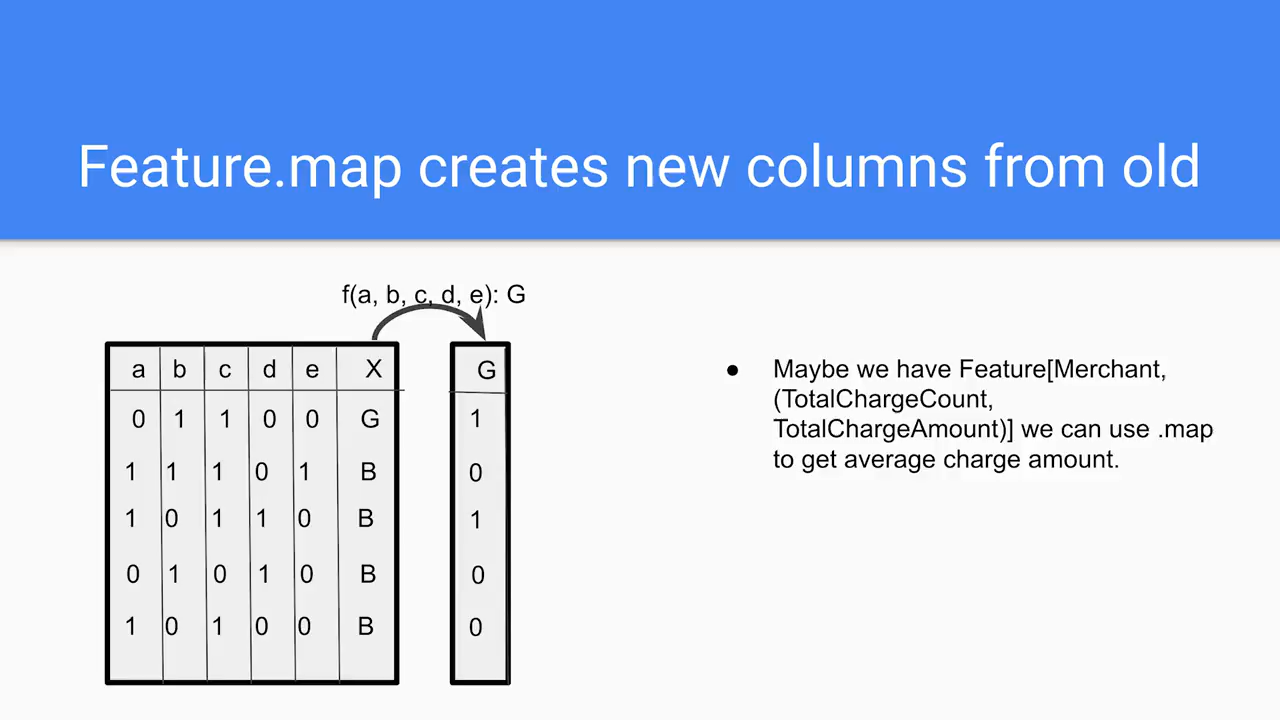 Feature.map creates new columns from old
f(a, b, c, d, e): G
a b c d e X G
0 1 1 0 0 G 1
1 1 1 0 1 B 0
1 0 1 1 0 B 1
0 1 0 1 0 B 0
1 0 1 0 0 B 0
● Maybe we have Feature[Merchant,
(TotalChargeCount,
TotalChargeAmount)] we can use .map
to get average charge amount.